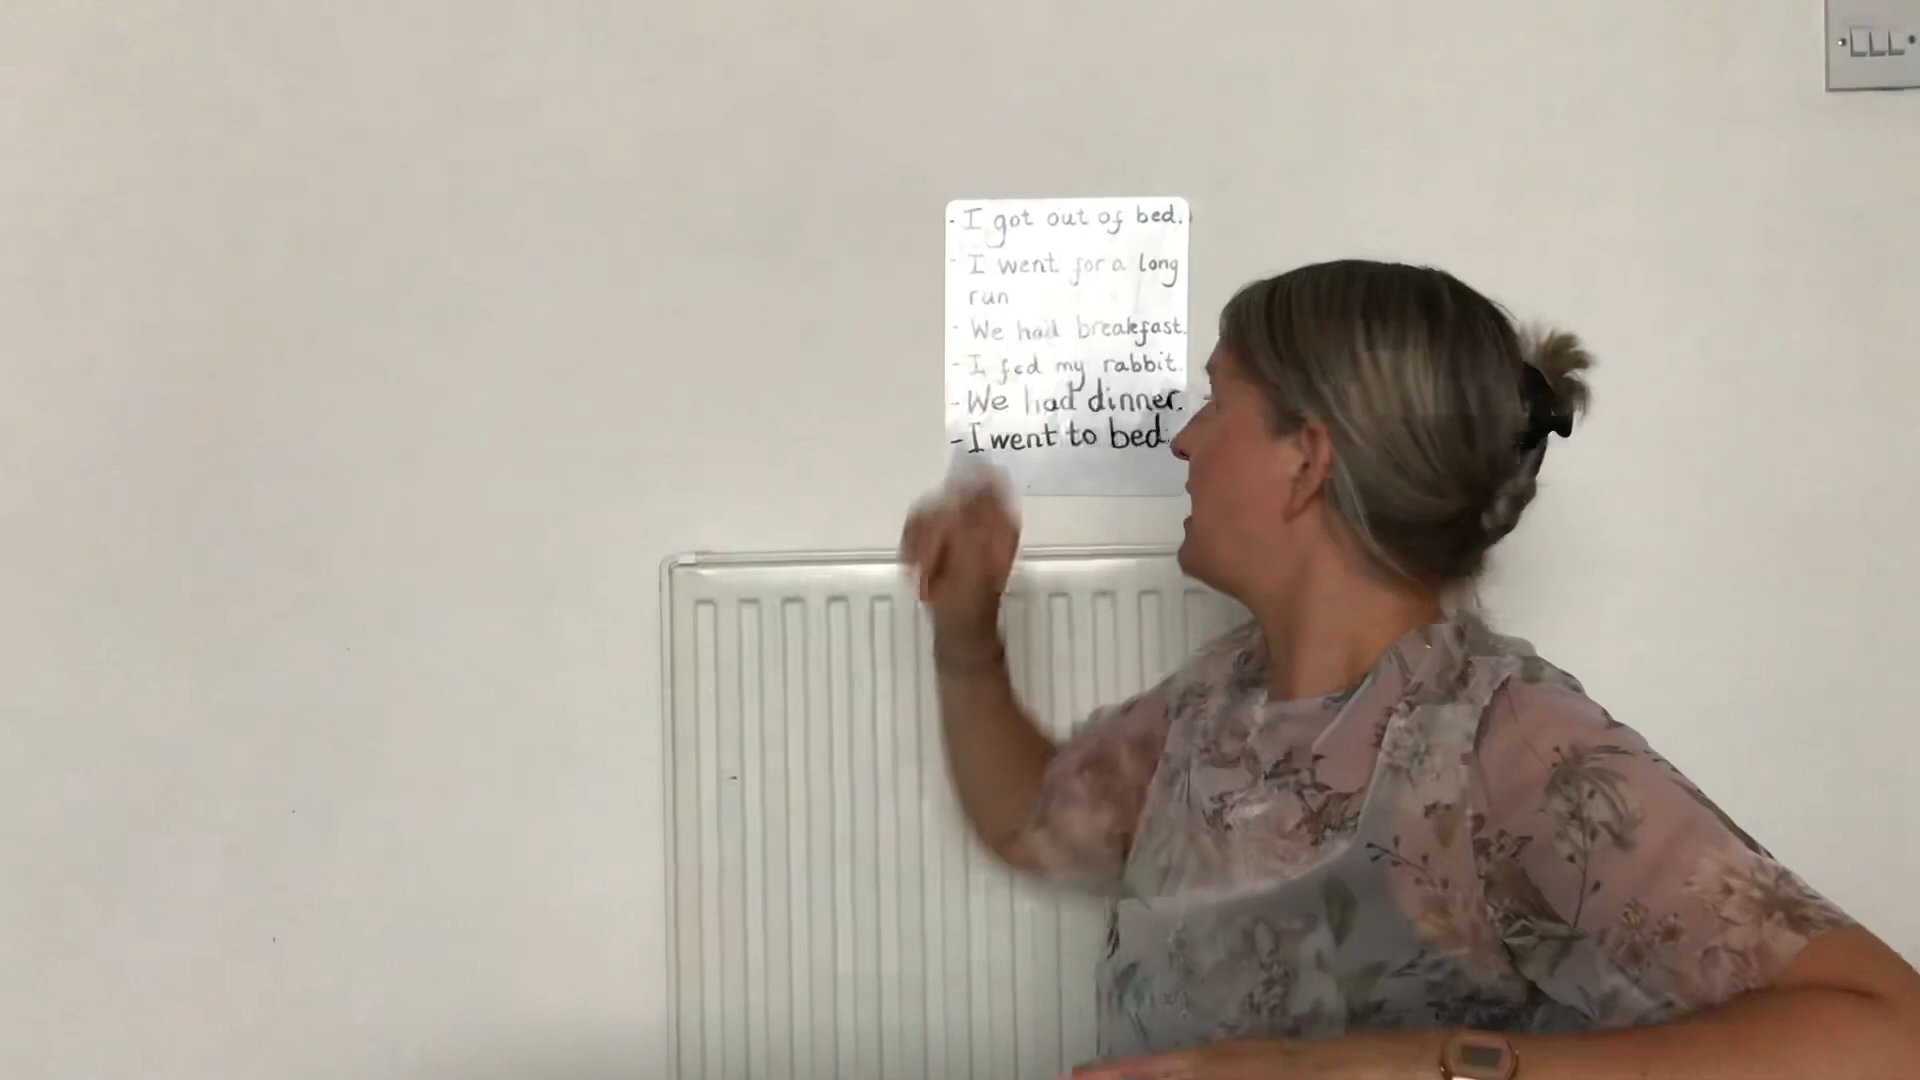 - I got out of bed.
- I went for a long
run
- We had breakfast.
- I fed my rabbit.
- We had dinner.
- I went to bed.